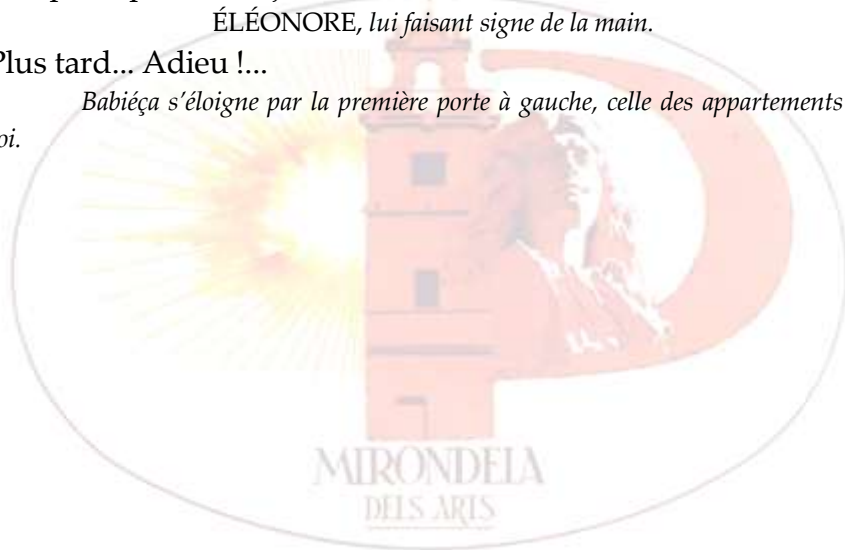 ÉLÉONORE, lui faisant signe de la main.
Plus tard... Adieu !...
Babiéça s’éloigne par la première porte à gauche, celle des appartements
oi.
MIRONDELA
DELS ARTS